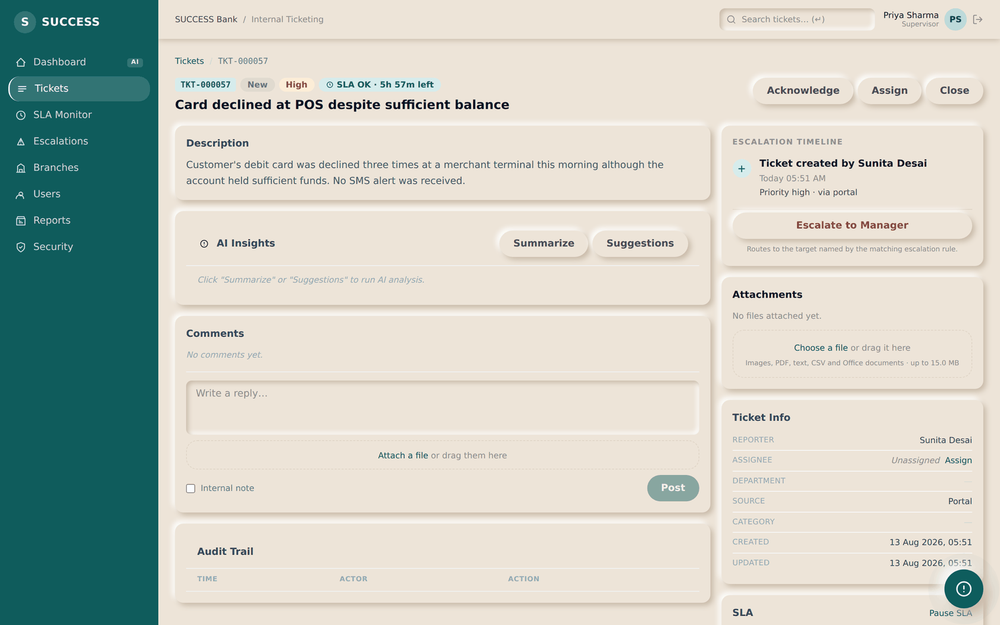 S SUCCESS
Dashboard AI
Tickets
SLA Monitor
Escalations
Branches
Users
Reports
Security
SUCCESS Bank / Internal Ticketing
Search tickets... (↵)
Priya Sharma
Supervisor
PS
Tickets / TKT-000057
TKT-000057 New High SLA OK · 5h 57m left
Card declined at POS despite sufficient balance
Acknowledge Assign Close
Description
Customer's debit card was declined three times at a merchant terminal this morning although the
account held sufficient funds. No SMS alert was received.
AI Insights
Summarize Suggestions
Click "Summarize" or "Suggestions" to run AI analysis.
Comments
No comments yet.
Write a reply...
Attach a file or drag them here
Internal note
Post
Audit Trail
TIME ACTOR ACTION
ESCALATION TIMELINE
Ticket created by Sunita Desai
Today 05:51 AM
Priority high · via portal
Escalate to Manager
Routes to the target named by the matching escalation rule.
Attachments
No files attached yet.
Choose a file or drag it here
Images, PDF, text, CSV and Office documents · up to 15.0 MB
Ticket Info
REPORTER Sunita Desai
ASSIGNEE Unassigned Assign
DEPARTMENT —
SOURCE Portal
CATEGORY —
CREATED 13 Aug 2026, 05:51
UPDATED 13 Aug 2026, 05:51
SLA Pause SLA